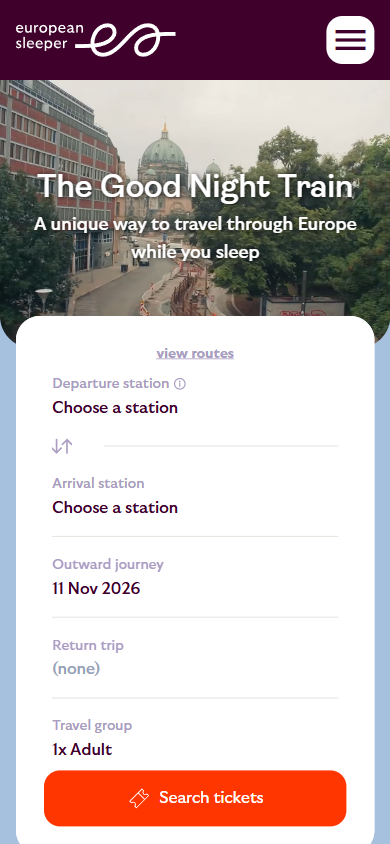 european
sleeper
The Good Night Train
A unique way to travel through Europe
while you sleep
view routes
Departure station
Choose a station
Arrival station
Choose a station
Outward journey
11 Nov 2026
Return trip
(none)
Travel group
1x Adult
Search tickets